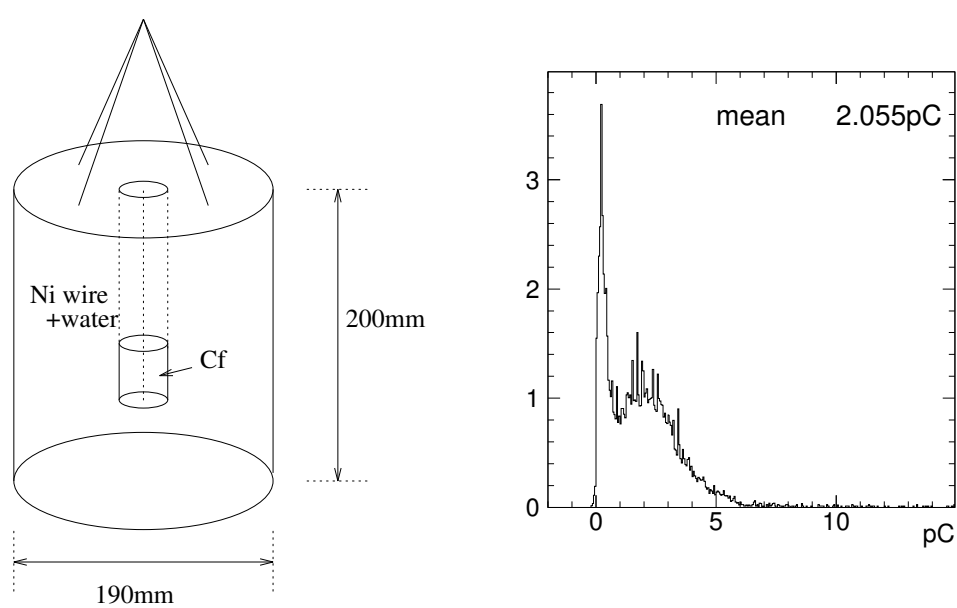 Ni wire
+water
Cf
200mm
190mm
mean 2.055pC
3
2
1
0
0 5 10
pC